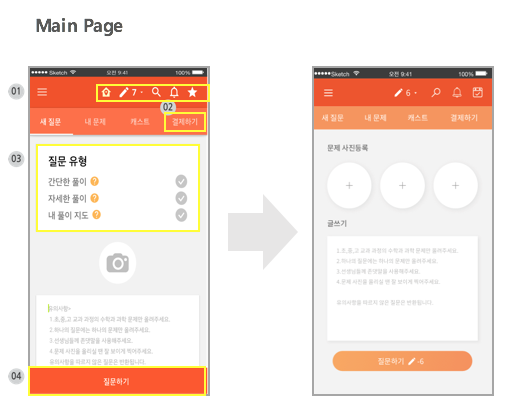 Main Page
●●●●● Sketch 오전 9:41 100%
01
7
02
새 질문 내 문제 캐스트 결제하기
03
질문 유형
간단한 풀이 ?
자세한 풀이 ?
내 풀이 지도 ?
유의사항*
1.초,중,고 교과 과정의 수학과 과학 문제만 올려주세요.
2.하나의 질문에는 하나의 문제만 올려주세요.
3.선생님들께 존댓말을 사용해주세요.
4.문제 사진을 올리실 땐 잘 보이게 찍어주세요.
유의사항을 따르지 않은 질문은 반환됩니다.
04
질문하기
●●●●● Sketch 오전 9:41 100%
6
새 질문 내 문제 캐스트 결제하기
문제 사진등록
+ + +
글쓰기
1.초,중,고 교과 과정의 수학과 과학 문제만 올려주세요.
2.하나의 질문에는 하나의 문제만 올려주세요.
3.선생님들께 존댓말을 사용해주세요.
4.문제 사진을 올리실 땐 잘 보이게 찍어주세요.
유의사항을 따르지 않은 질문은 반환됩니다.
질문하기 -6